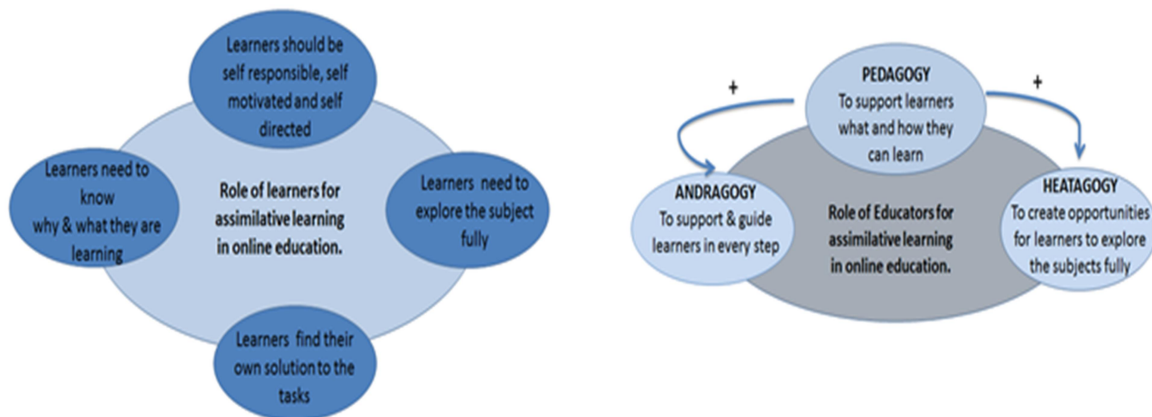 Learners should be
self responsible, self
motivated and self
directed
Learners need to
know
why & what they are
learning
Role of learners for
assimilative learning
in online education.
Learners need to
explore the subject
fully
Learners find their
own solution to the
tasks
+
PEDAGOGY
To support learners
what and how they
can learn
+
ANDRAGOGY
To support & guide
learners in every step
Role of Educators for
assimilative learning
in online education.
HEATAGOGY
To create opportunities
for learners to explore
the subjects fully